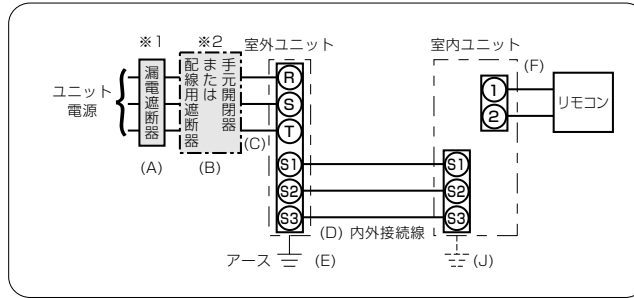 ※1
※2
室外ユニット
室内ユニット
ユニット
電源
漏電遮断器
手元開閉器
または
配線用遮断器
R
S
T
S1
S2
S3
(A)
(B)
(C)
(D)
内外接続線
アース
(E)
1
2
(F)
リモコン
S1
S2
S3
(J)